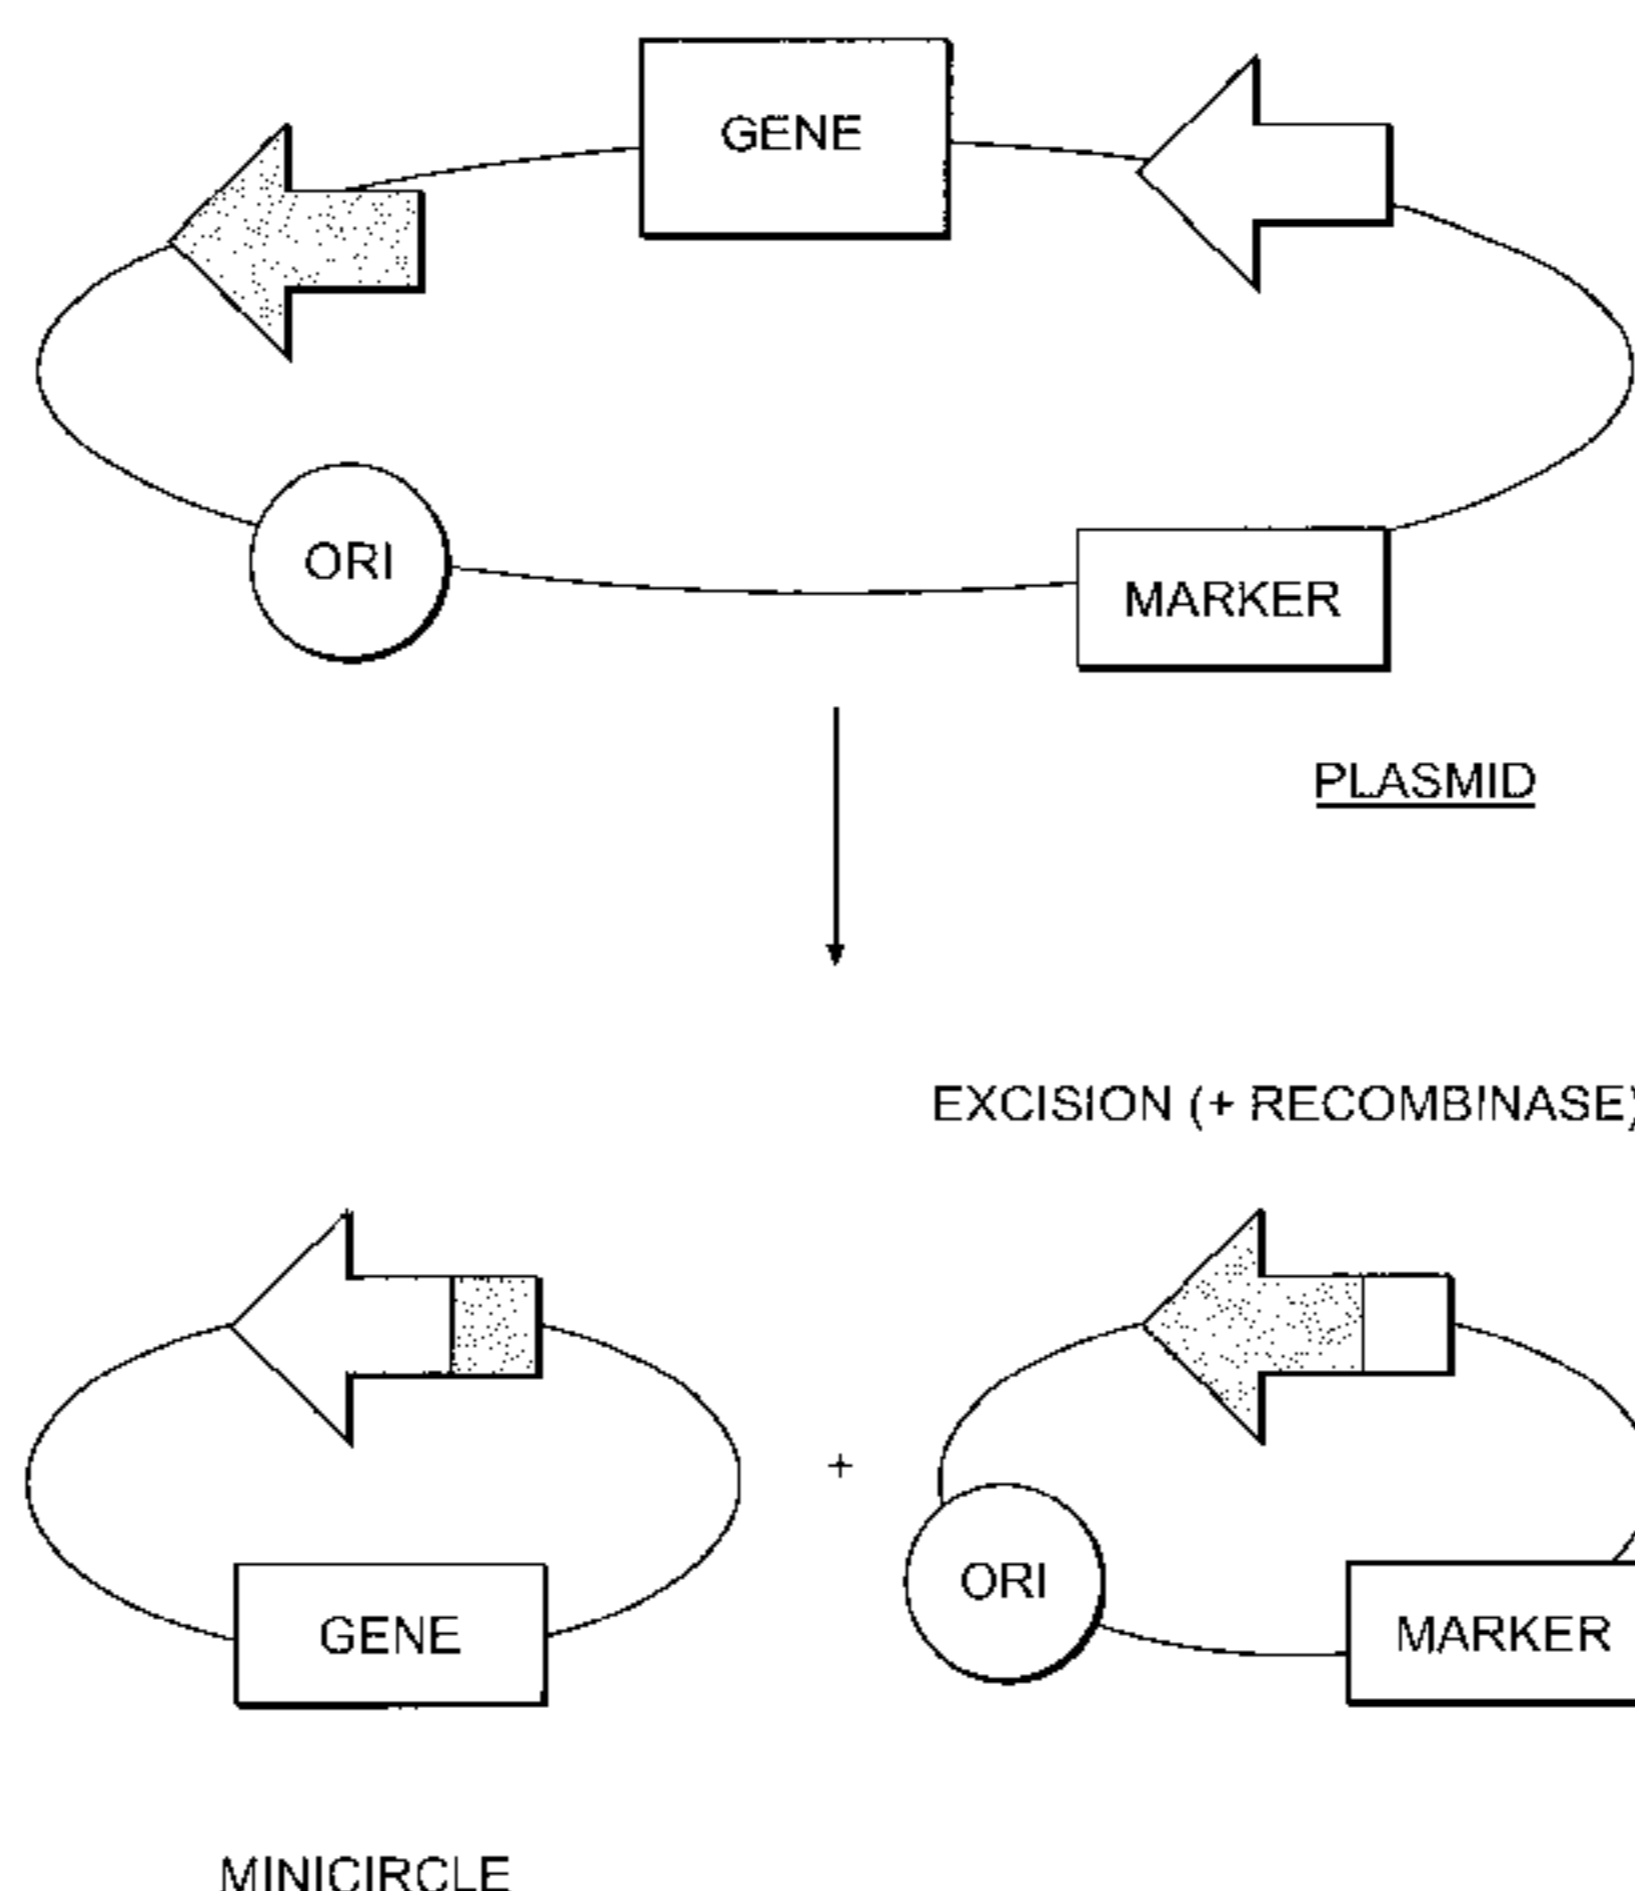 GENE
ORI
MARKER
PLASMID
EXCISION (+ RECOMBINASE)
+
ORI
GENE
MARKER
MINICIRCLE